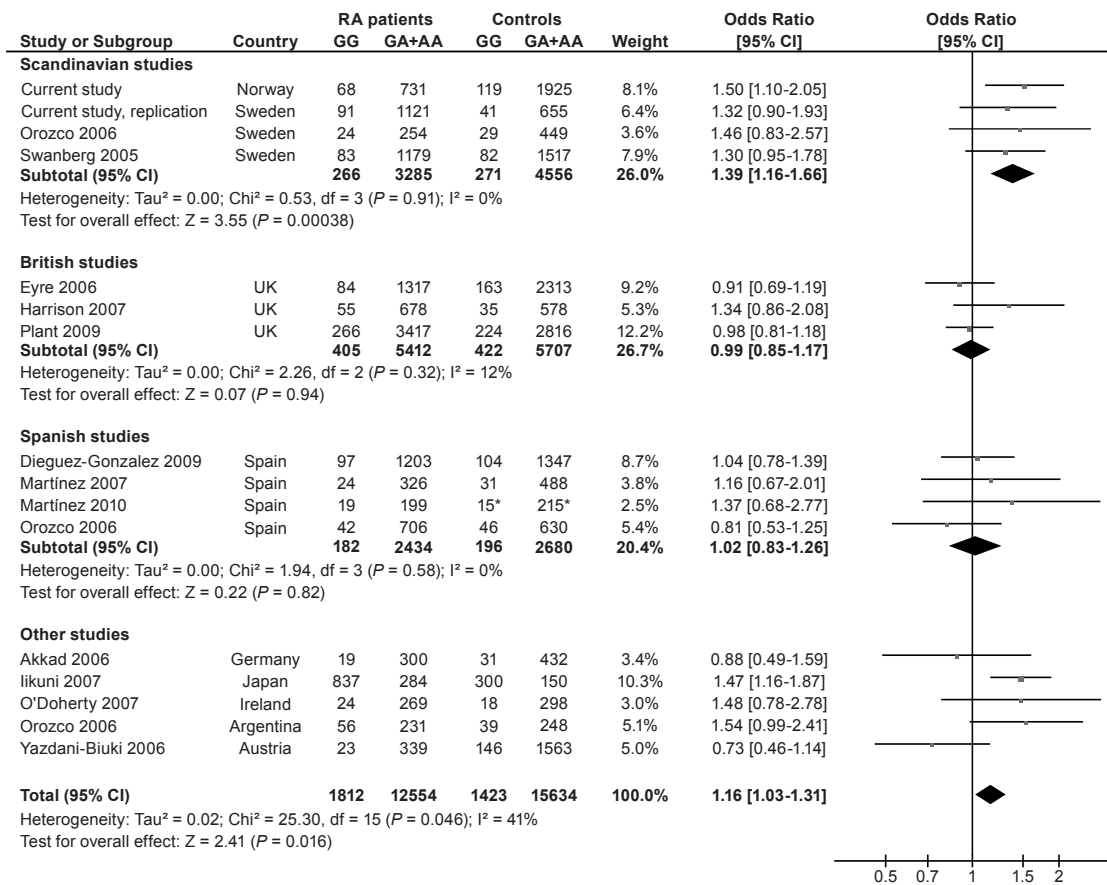 RA patients Controls Odds Ratio Odds Ratio
Study or Subgroup Country GG GA+AA GG GA+AA Weight [95% CI] [95% CI]
Scandinavian studies
Current study Norway 68 731 119 1925 8.1% 1.50 [1.10-2.05]
Current study, replication Sweden 91 1121 41 655 6.4% 1.32 [0.90-1.93]
Orozco 2006 Sweden 24 254 29 449 3.6% 1.46 [0.83-2.57]
Swanberg 2005 Sweden 83 1179 82 1517 7.9% 1.30 [0.95-1.78]
Subtotal (95% CI) 266 3285 271 4556 26.0% 1.39 [1.16-1.66]
Heterogeneity: Tau² = 0.00; Chi² = 0.53, df = 3 (P = 0.91); I² = 0%
Test for overall effect: Z = 3.55 (P = 0.00038)
British studies
Eyre 2006 UK 84 1317 163 2313 9.2% 0.91 [0.69-1.19]
Harrison 2007 UK 55 678 35 578 5.3% 1.34 [0.86-2.08]
Plant 2009 UK 266 3417 224 2816 12.2% 0.98 [0.81-1.18]
Subtotal (95% CI) 405 5412 422 5707 26.7% 0.99 [0.85-1.17]
Heterogeneity: Tau² = 0.00; Chi² = 2.26, df = 2 (P = 0.32); I² = 12%
Test for overall effect: Z = 0.07 (P = 0.94)
Spanish studies
Dieguez-Gonzalez 2009 Spain 97 1203 104 1347 8.7% 1.04 [0.78-1.39]
Martínez 2007 Spain 24 326 31 488 3.8% 1.16 [0.67-2.01]
Martínez 2010 Spain 19 199 15* 215* 2.5% 1.37 [0.68-2.77]
Orozco 2006 Spain 42 706 46 630 5.4% 0.81 [0.53-1.25]
Subtotal (95% CI) 182 2434 196 2680 20.4% 1.02 [0.83-1.26]
Heterogeneity: Tau² = 0.00; Chi² = 1.94, df = 3 (P = 0.58); I² = 0%
Test for overall effect: Z = 0.22 (P = 0.82)
Other studies
Akkad 2006 Germany 19 300 31 432 3.4% 0.88 [0.49-1.59]
Iikuni 2007 Japan 837 284 300 150 10.3% 1.47 [1.16-1.87]
O'Doherty 2007 Ireland 24 269 18 298 3.0% 1.48 [0.78-2.78]
Orozco 2006 Argentina 56 231 39 248 5.1% 1.54 [0.99-2.41]
Yazdani-Biuki 2006 Austria 23 339 146 1563 5.0% 0.73 [0.46-1.14]
Total (95% CI) 1812 12554 1423 15634 100.0% 1.16 [1.03-1.31]
Heterogeneity: Tau² = 0.02; Chi² = 25.30, df = 15 (P = 0.046); I² = 41%
Test for overall effect: Z = 2.41 (P = 0.016)
0.5 0.7 1 1.5 2